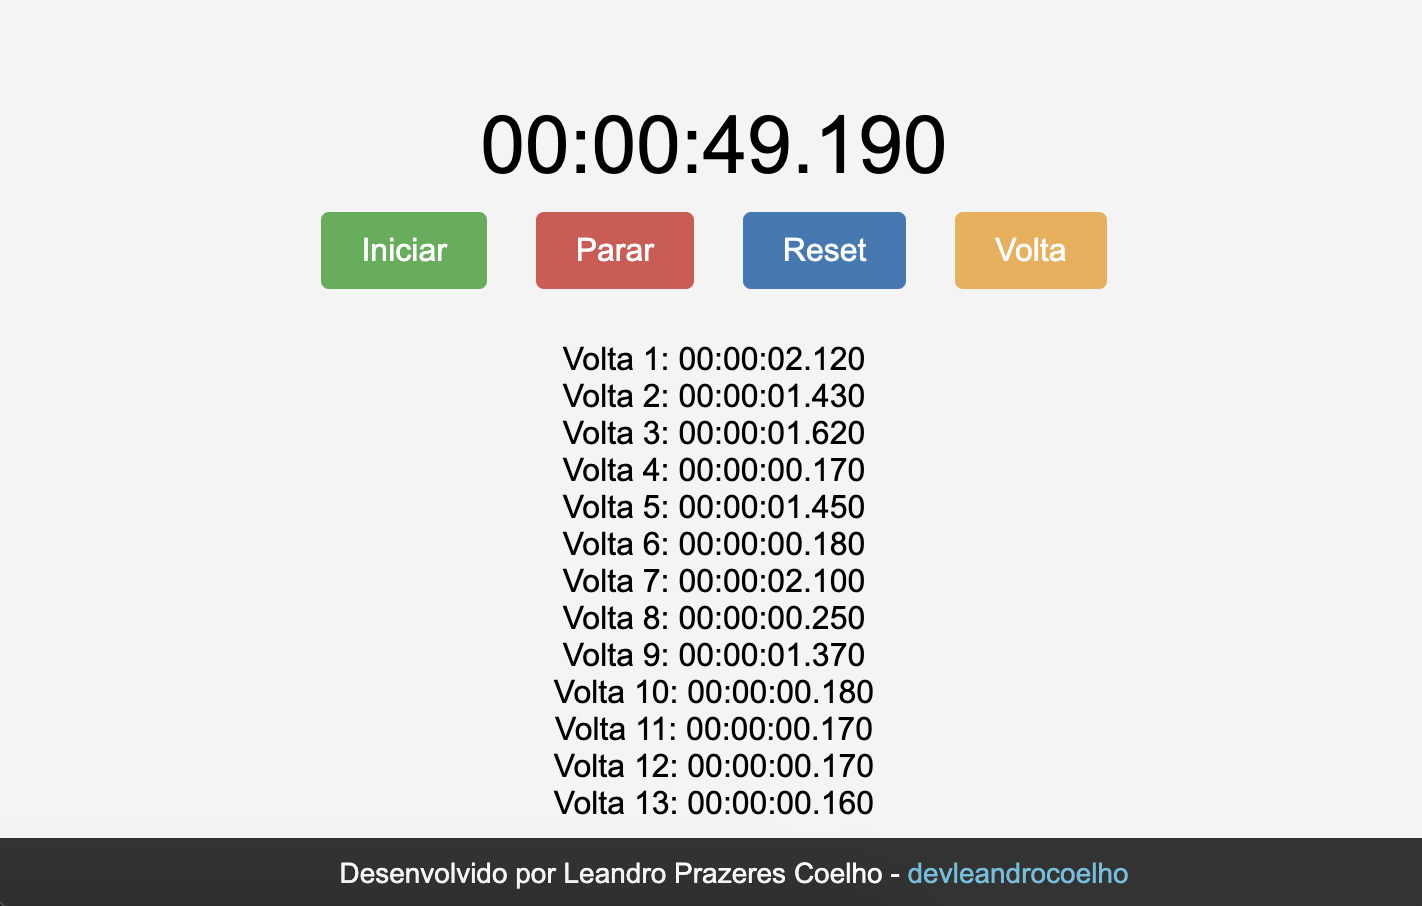 00:00:49.190
Iniciar Parar Reset Volta
Volta 1: 00:00:02.120
Volta 2: 00:00:01.430
Volta 3: 00:00:01.620
Volta 4: 00:00:00.170
Volta 5: 00:00:01.450
Volta 6: 00:00:00.180
Volta 7: 00:00:02.100
Volta 8: 00:00:00.250
Volta 9: 00:00:01.370
Volta 10: 00:00:00.180
Volta 11: 00:00:00.170
Volta 12: 00:00:00.170
Volta 13: 00:00:00.160
Desenvolvido por Leandro Prazeres Coelho - devleandrocoelho